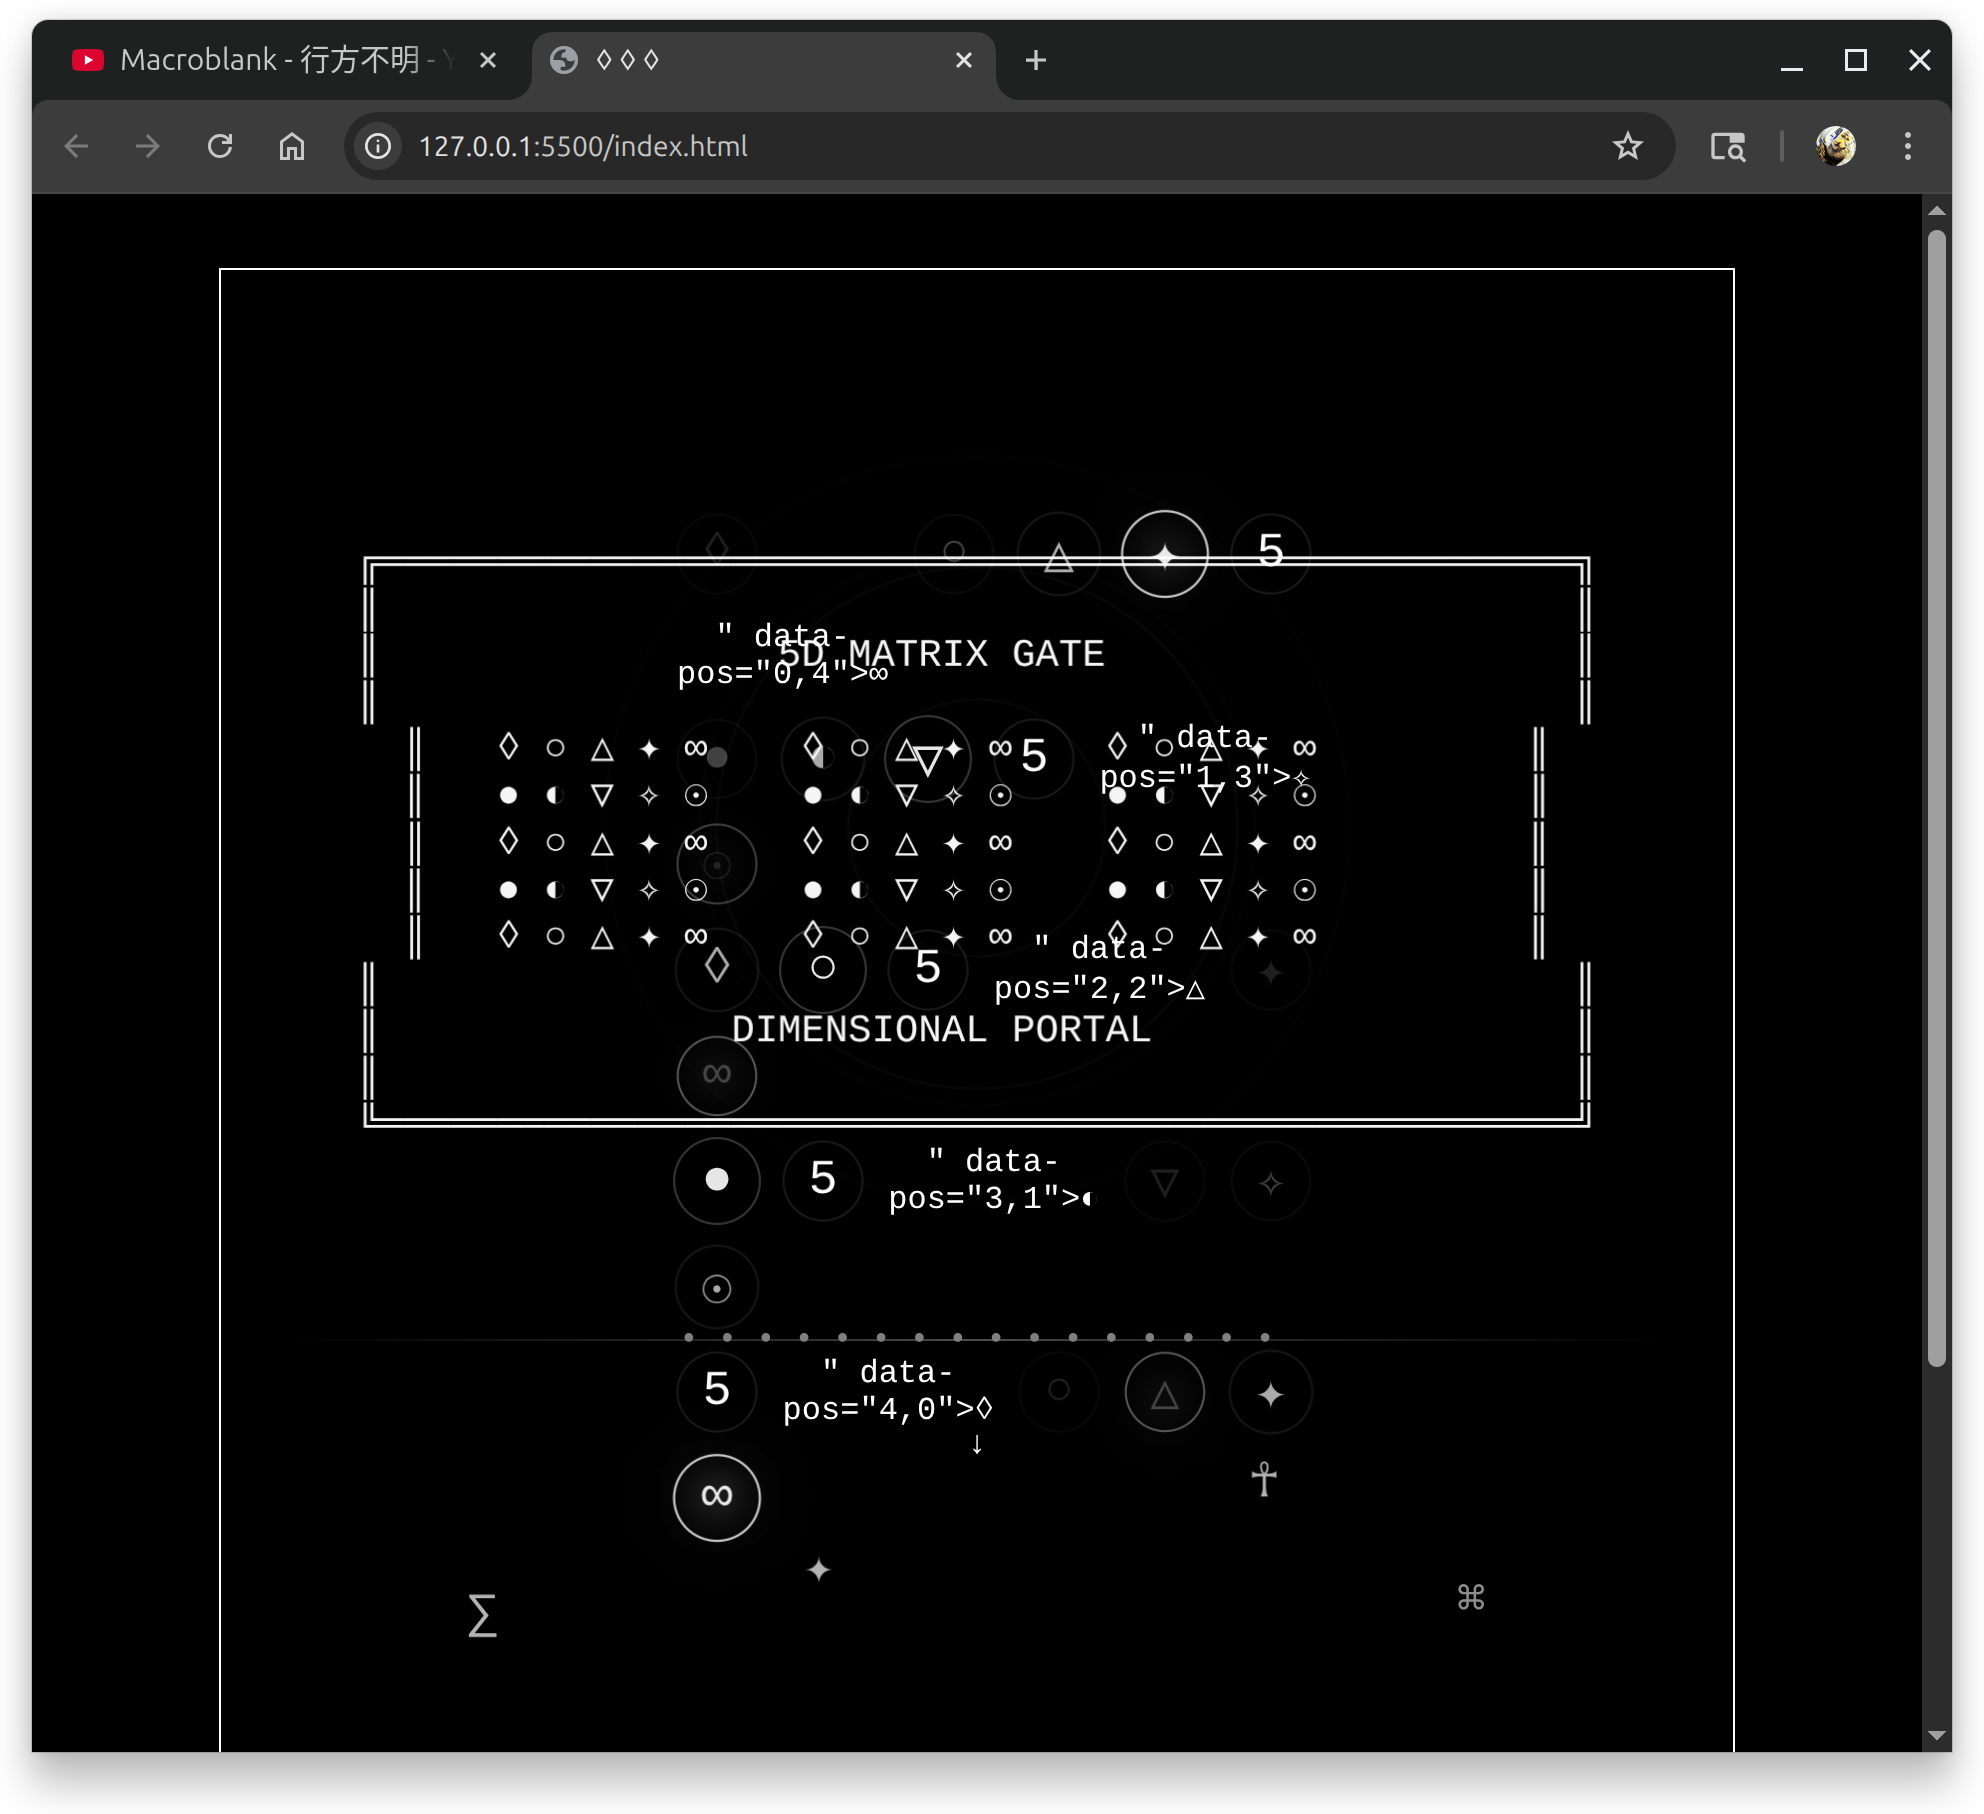 Macroblank - 行方不明 - Y
◊ ◊ ◊
127.0.0.1:5500/index.html
◊ ○ △ ✦ 5
" data-
pos="0,4">∞
5D MATRIX GATE
● ◐ ▽ 5
" data-
pos="1,3">✧
◊ ○ △ ✦ ∞ ◊ ○ △ ✦ ∞ ◊ ○ △ ✦ ∞
● ◐ ▽ ✧ ☉ ● ◐ ▽ ✧ ☉ ● ◐ ▽ ✧ ☉
◊ ○ △ ✦ ∞ ◊ ○ △ ✦ ∞ ◊ ○ △ ✦ ∞
● ◐ ▽ ✧ ☉ ● ◐ ▽ ✧ ☉ ● ◐ ▽ ✧ ☉
◊ ○ △ ✦ ∞ ◊ ○ △ ✦ ∞ ◊ ○ △ ✦ ∞
☉
◊ ○ 5
" data-
pos="2,2">△
✦
DIMENSIONAL PORTAL
∞
● 5
" data-
pos="3,1">◐
▽ ✧
☉
• • • • • • • • • • • • • • • •
5
" data-
pos="4,0">◊
○ △ ✦
↓
∞
☥
✦
∑
⌘